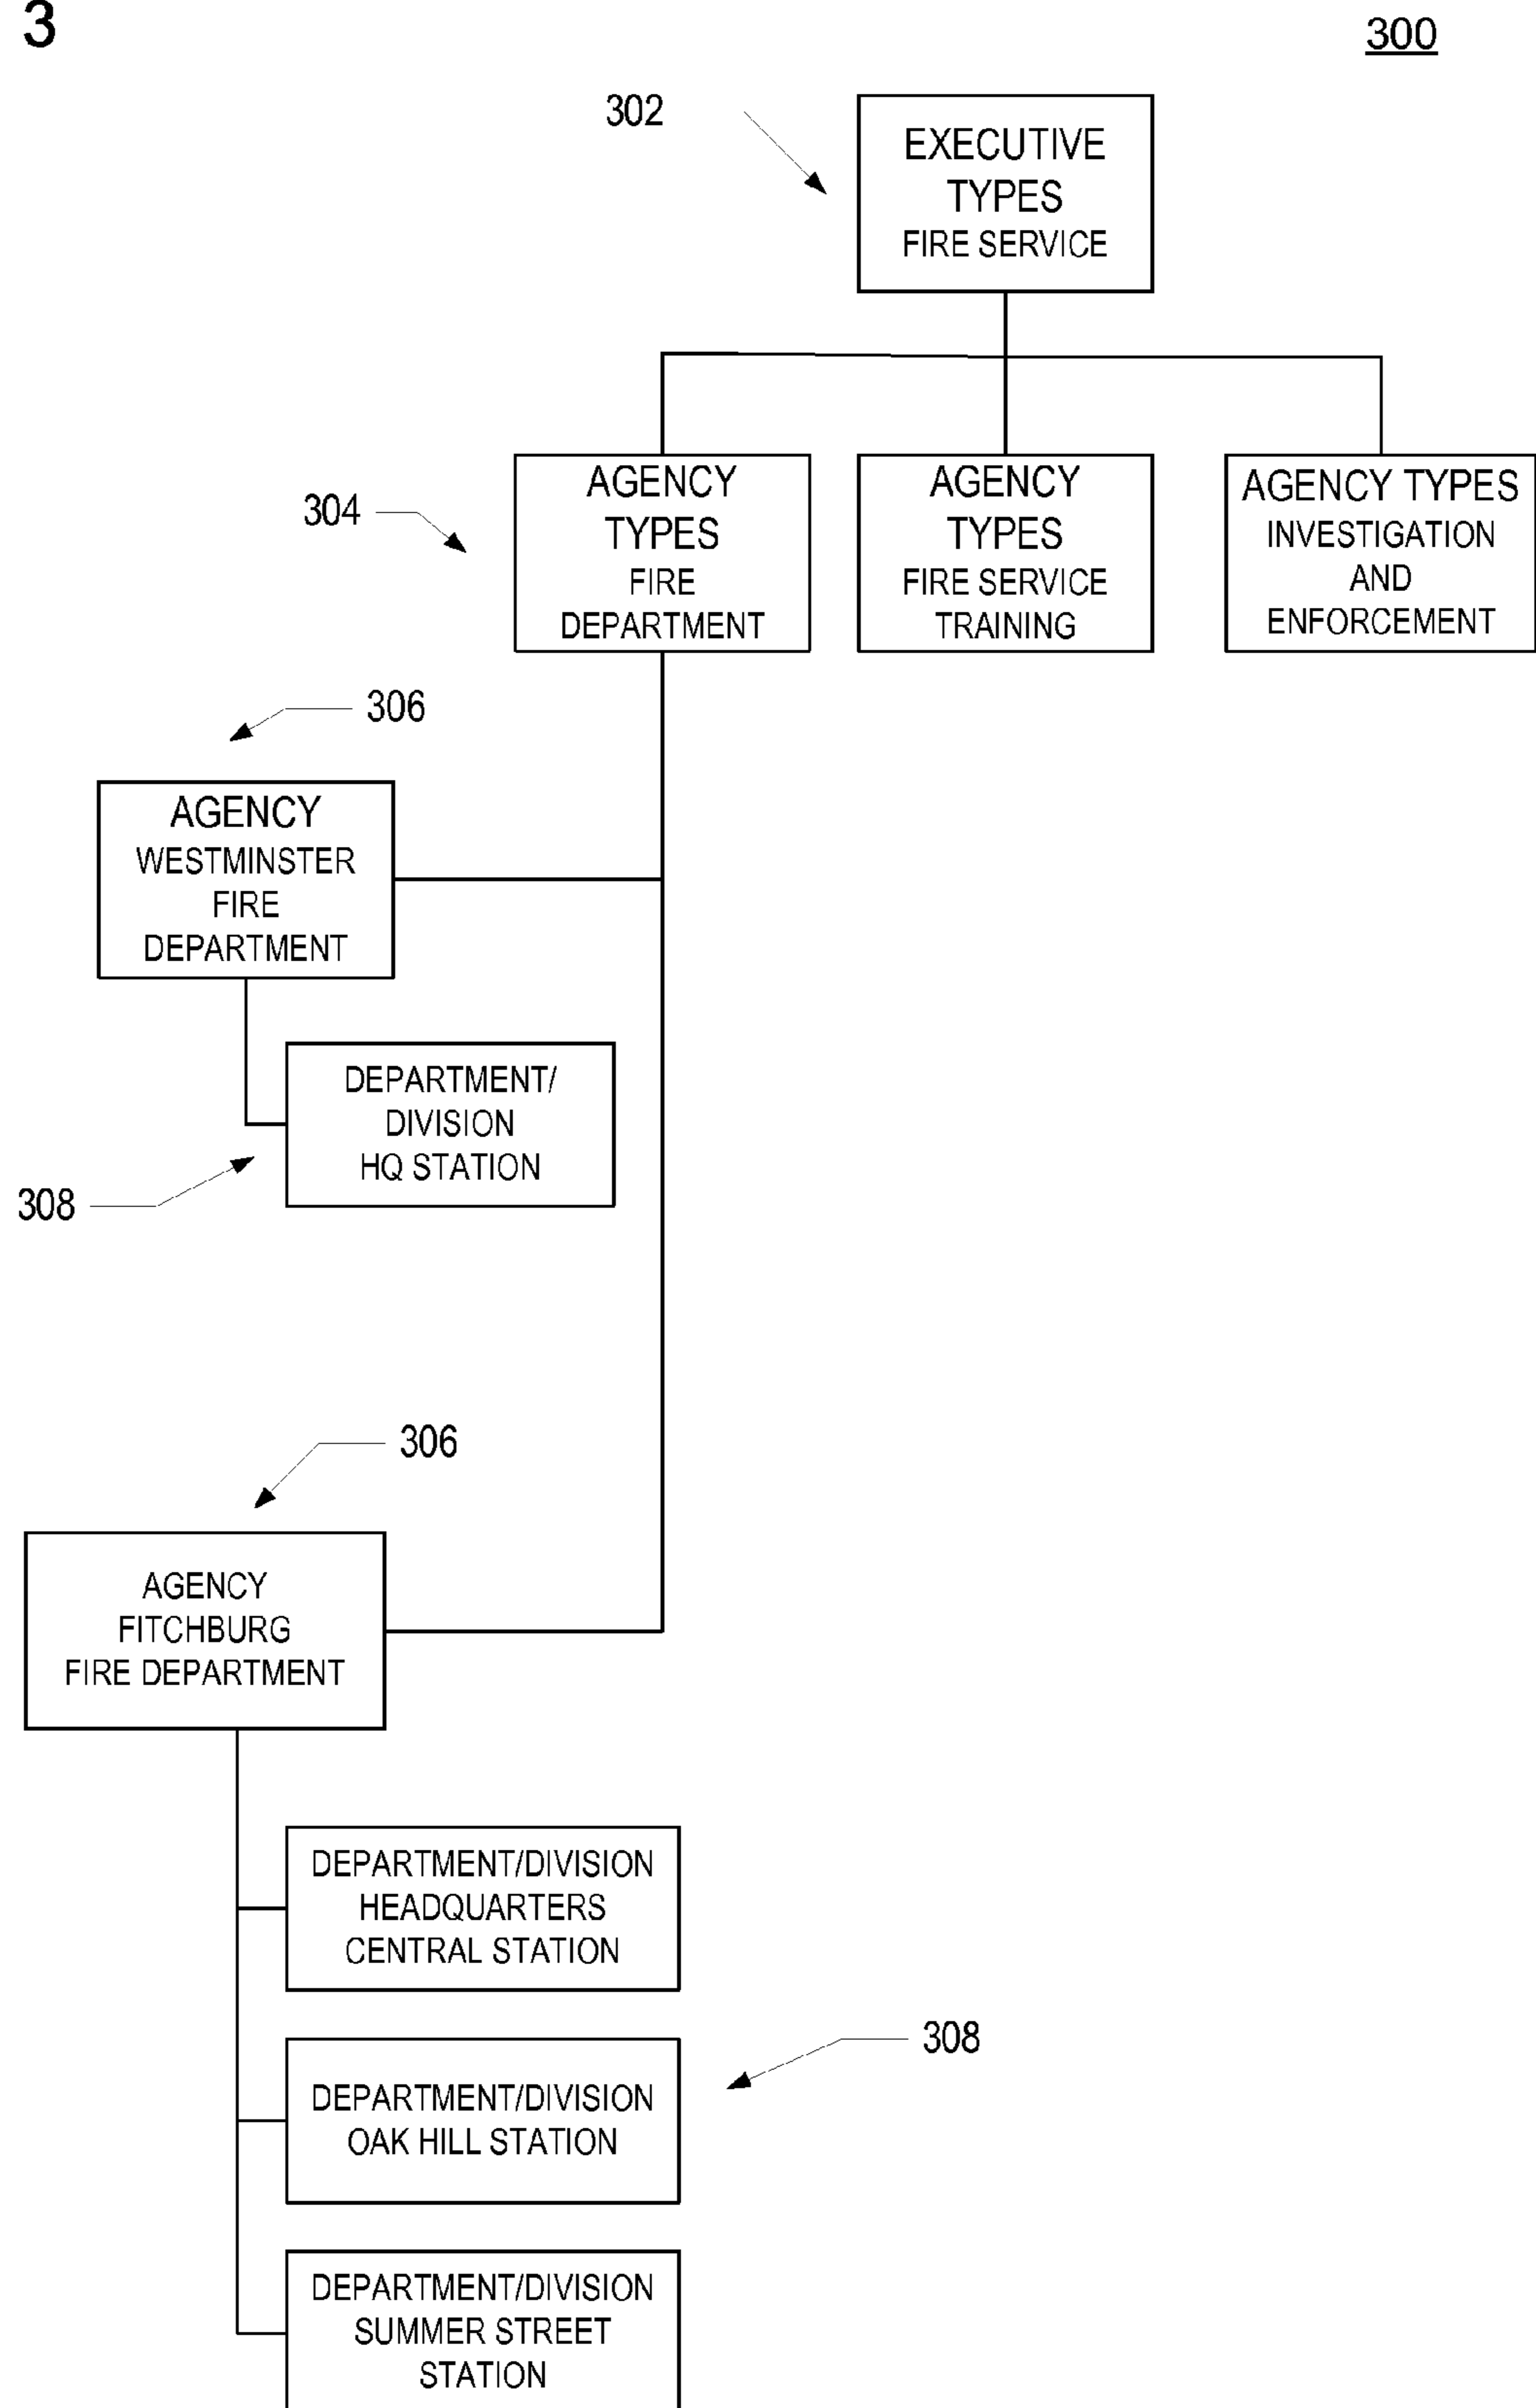 3
300
302
EXECUTIVE
TYPES
FIRE SERVICE
304
AGENCY
TYPES
FIRE
DEPARTMENT
AGENCY
TYPES
FIRE SERVICE
TRAINING
AGENCY TYPES
INVESTIGATION
AND
ENFORCEMENT
306
AGENCY
WESTMINSTER
FIRE
DEPARTMENT
DEPARTMENT/
DIVISION
HQ STATION
308
306
AGENCY
FITCHBURG
FIRE DEPARTMENT
DEPARTMENT/DIVISION
HEADQUARTERS
CENTRAL STATION
308
DEPARTMENT/DIVISION
OAK HILL STATION
DEPARTMENT/DIVISION
SUMMER STREET
STATION